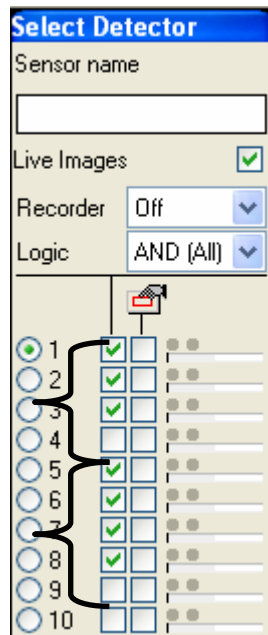 Select Detector
Sensor name
Live Images
Recorder Off
Logic AND (All)
1
2
3
4
5
6
7
8
9
10